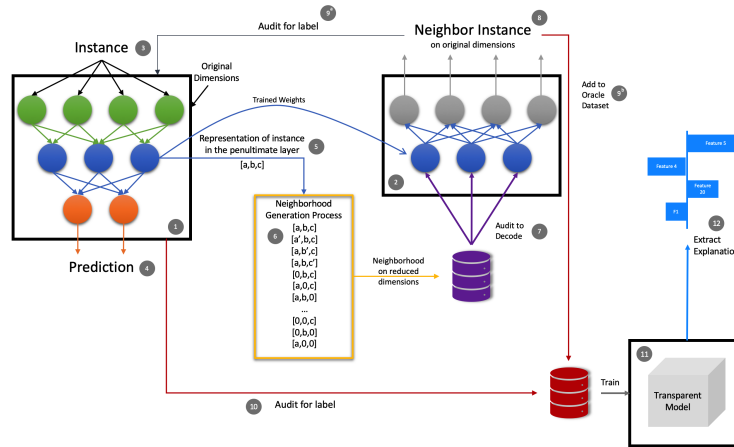 9a
Audit for label
Neighbor Instance
8
on original dimensions
Instance
3
Original
Dimensions
Add to
Oracle
Dataset
9b
Trained Weights
Representation of instance
in the penultimate layer
5
[a,b,c]
1
2
Neighborhood
Generation Process
6
[a,b,c]
[a',b,c]
[a,b',c]
[a,b,c']
[0,b,c]
[a,0,c]
[a,b,0]
...
[0,0,c]
[0,b,0]
[a,0,0]
Prediction
4
Neighborhood
on reduced
dimensions
Audit to
Decode
7
Feature 5
Feature 4
Feature
20
F1
12
Extract
Explanation
10
Audit for label
Train
11
Transparent
Model